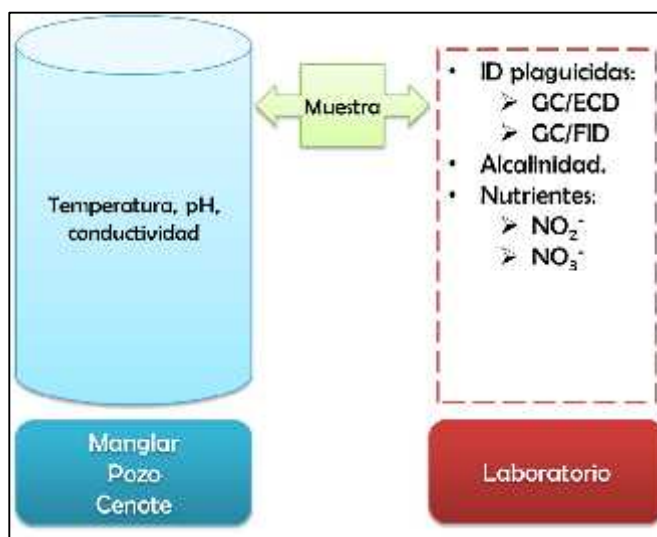 Temperatura, pH,
conductividad
Muestra
• ID plaguicidas:
➢ GC/ECD
➢ GC/FID
• Alcalinidad.
• Nutrientes:
➢ NO₂⁻
➢ NO₃⁻
Manglar
Pozo
Cenote
Laboratorio